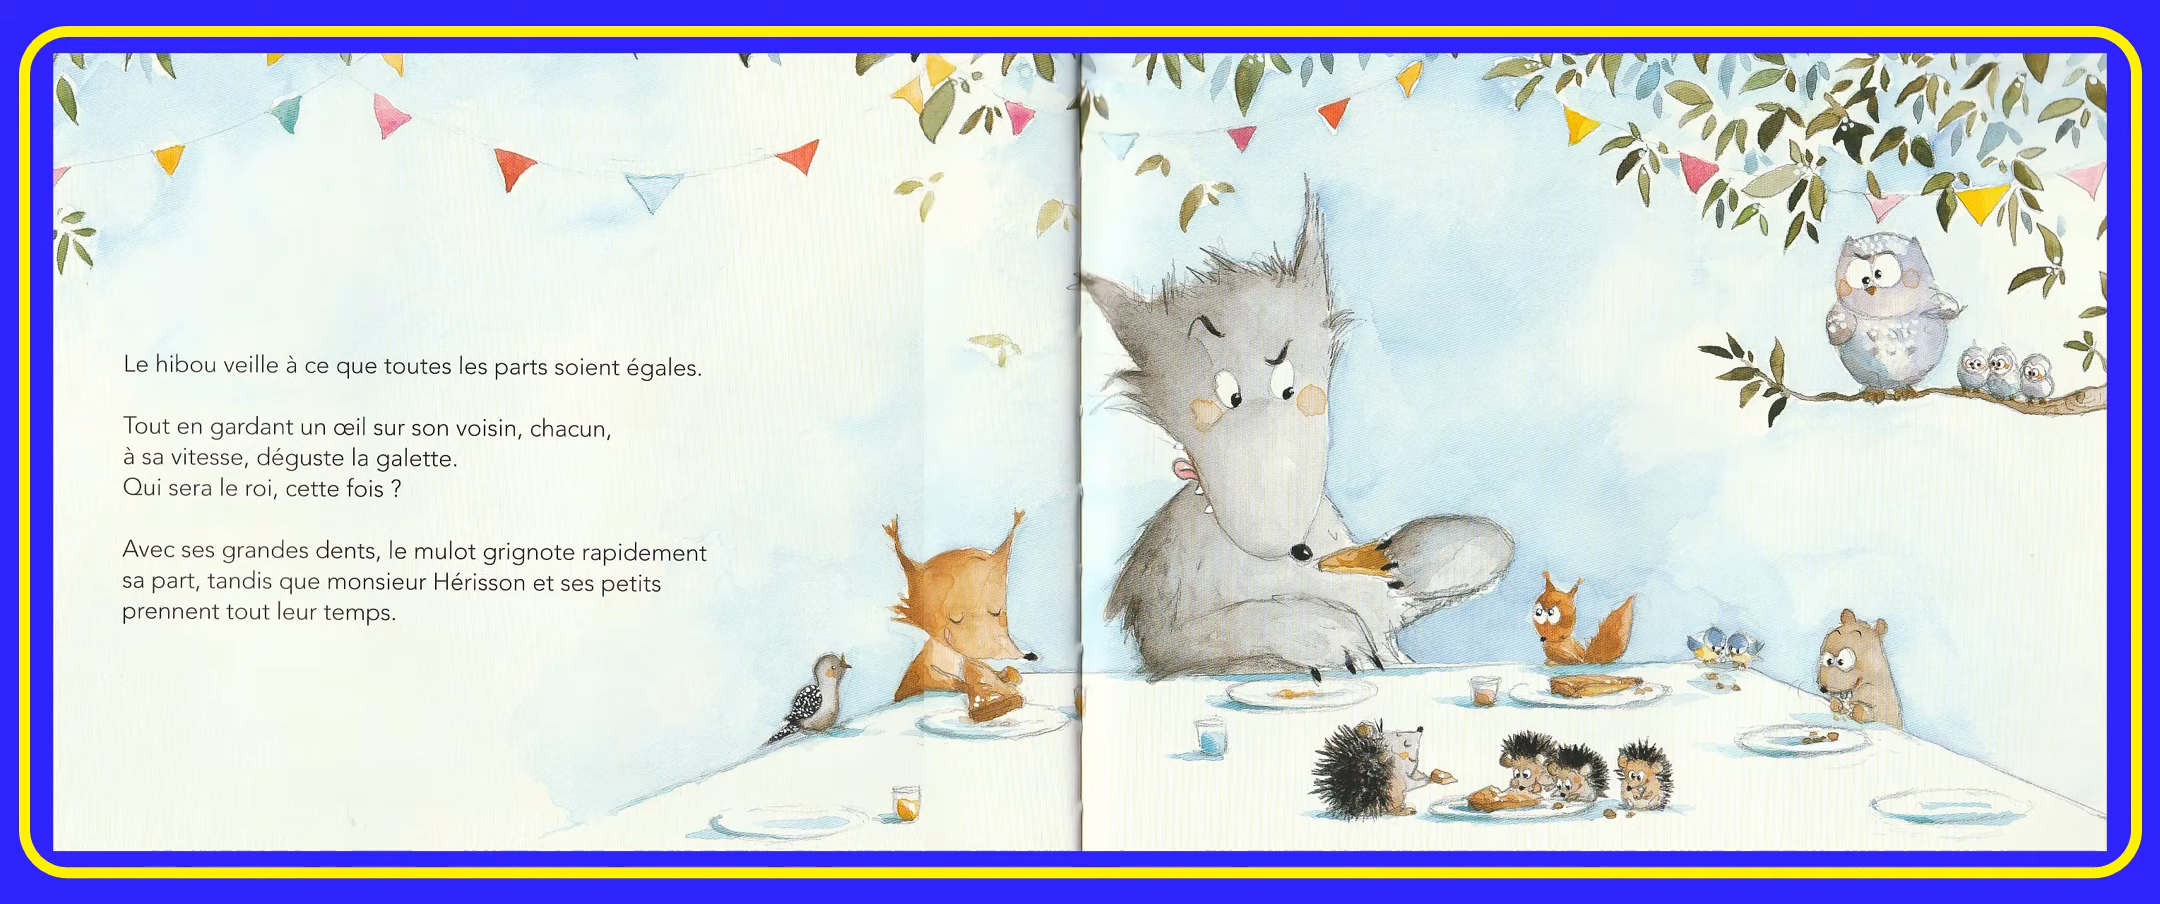 Le hibou veille à ce que toutes les parts soient égales.
Tout en gardant un œil sur son voisin, chacun,
à sa vitesse, déguste la galette.
Qui sera le roi, cette fois ?
Avec ses grandes dents, le mulot grignote rapidement
sa part, tandis que monsieur Hérisson et ses petits
prennent tout leur temps.